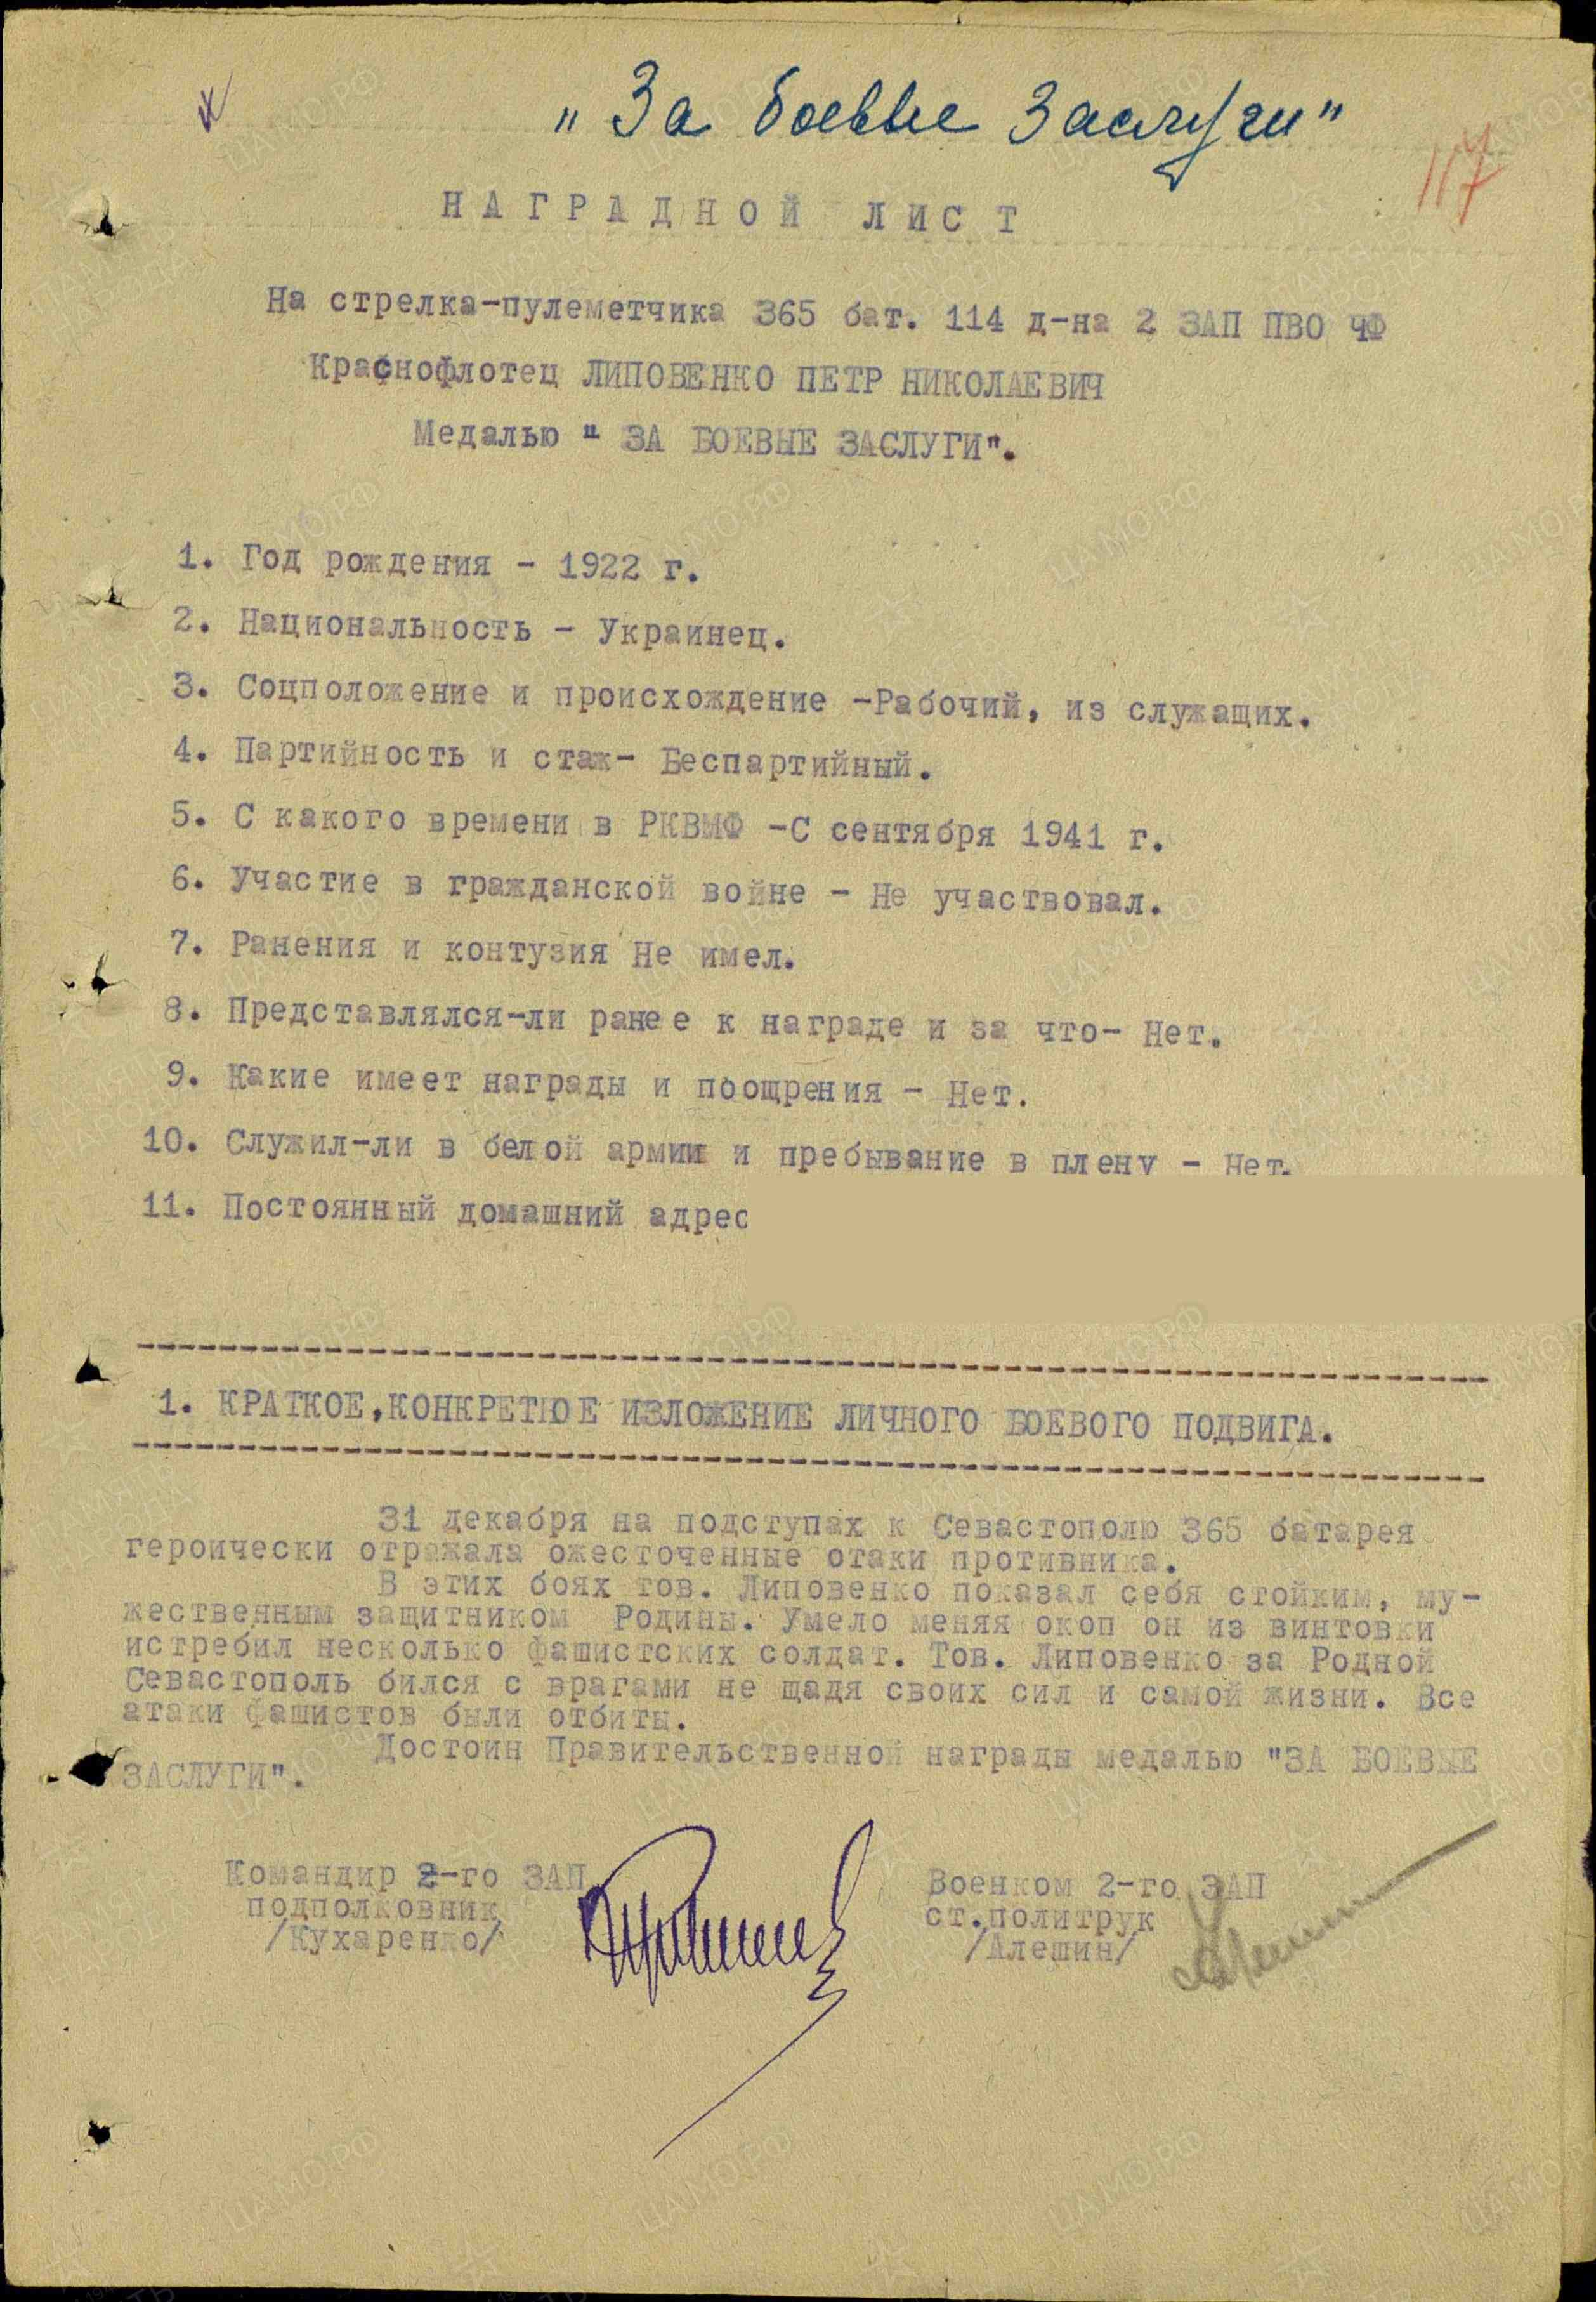 "За боевые Заслуги"
117
НАГРАДНОЙ ЛИСТ
На стрелка-пулеметчика 365 бат. 114 д-на 2 ЗАП ПВО ЧФ
Краснофлотец ЛИПОВЕНКО ПЕТР НИКОЛАЕВИЧ
Медалью " ЗА БОЕВЫЕ ЗАСЛУГИ".
1. Год рождения - 1922 г.
2. Национальность - Украинец.
3. Соцположение и происхождение -Рабочий, из служащих.
4. Партийность и стаж- Беспартийный.
5. С какого времени в РКВМФ -С сентября 1941 г.
6. Участие в гражданской войне - Не участвовал.
7. Ранения и контузия Не имел.
8. Представлялся-ли ранее к награде и за что- Нет.
9. Какие имеет награды и поощрения - Нет.
10. Служил-ли в белой армии и пребывание в плену - Нет.
11. Постоянный домашний адрес
1. КРАТКОЕ,КОНКРЕТНОЕ ИЗЛОЖЕНИЕ ЛИЧНОГО БОЕВОГО ПОДВИГА.
31 декабря на подступах к Севастополю 365 батарея
героически отражала ожесточенные отаки противника.
В этих боях тов. Липовенко показал себя стойким, му-
жественным защитником Родины. Умело меняя окоп он из винтовки
истребил несколько фашистских солдат. Тов. Липовенко за Родной
Севастополь бился с врагами не щадя своих сил и самой жизни. Все
атаки фашистов были отбиты.
Достоин Правительственной награды медалью "ЗА БОЕВЫЕ
ЗАСЛУГИ".
Командир 2-го ЗАП Военком 2-го ЗАП
подполковник ст.политрук
/Кухаренко/ /Алешин/